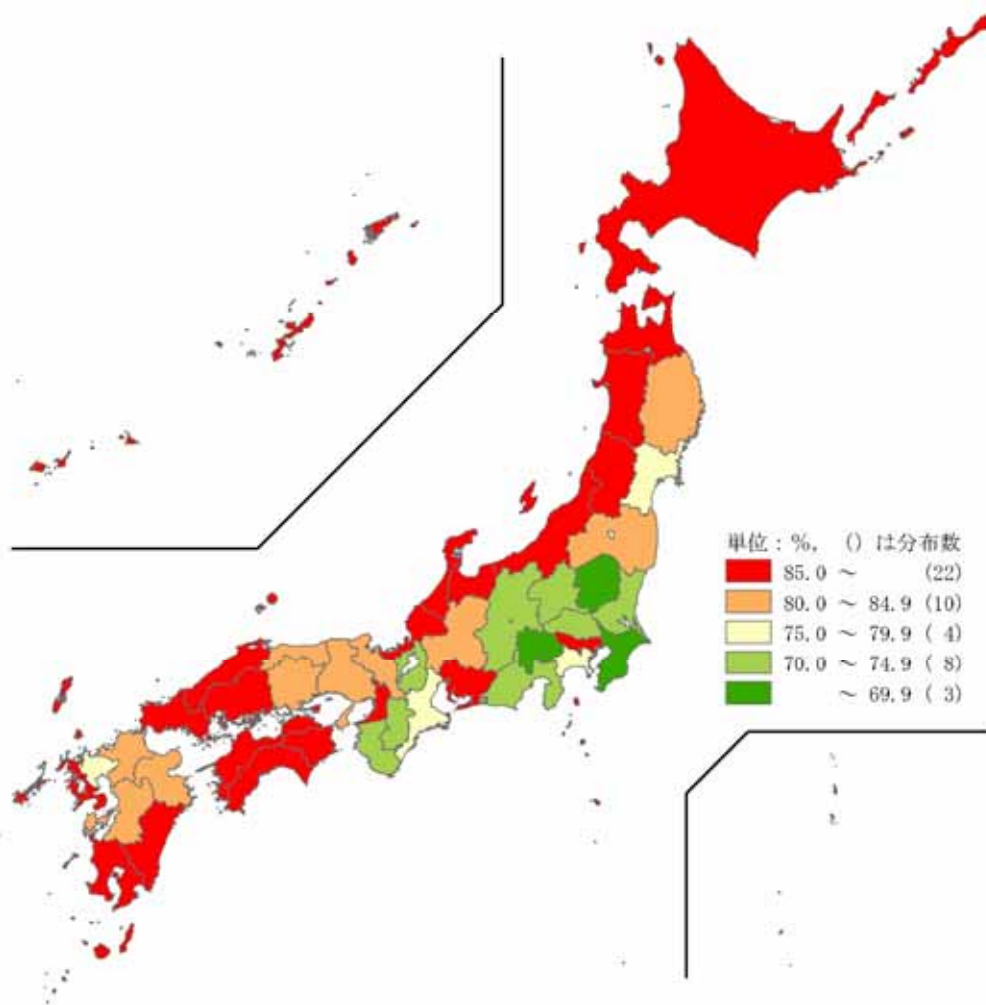 単位：%， () は分布数
85.0 ～ (22)
80.0 ～ 84.9 (10)
75.0 ～ 79.9 ( 4)
70.0 ～ 74.9 ( 8)
～ 69.9 ( 3)